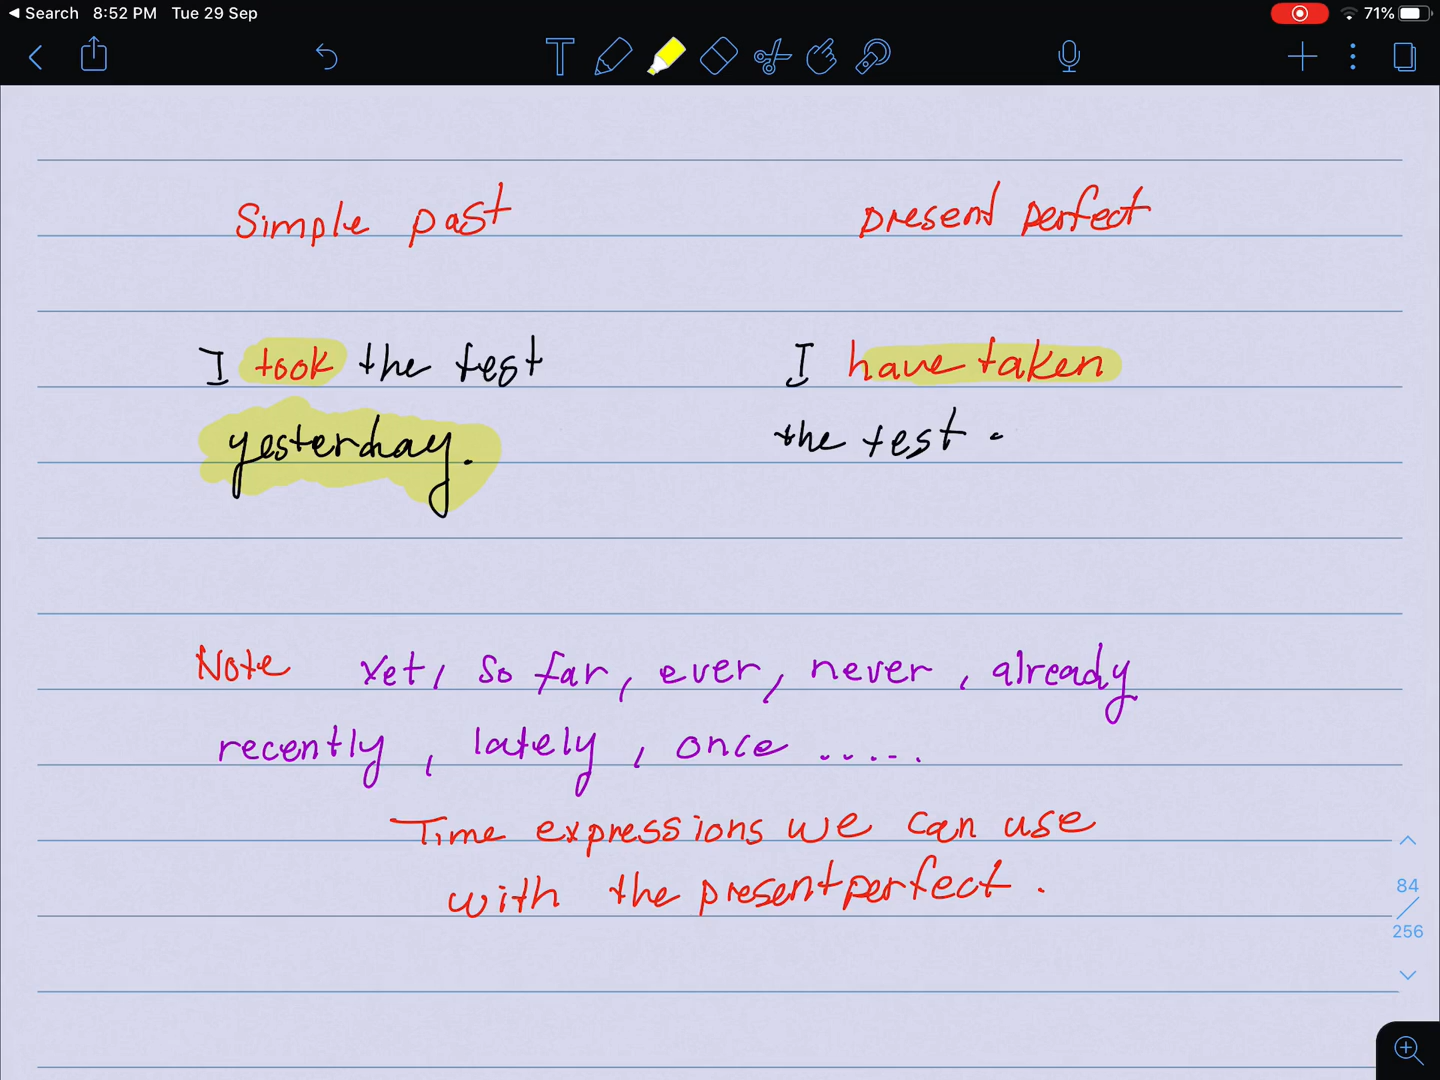 Search 8:52 PM Tue 29 Sep 71%
Simple past
present perfect
I took the test
yesterday.
I have taken
the test.
Note Yet, so far, ever, never, already
recently, lately, once .....
Time expressions we can use
with the present perfect.
84
256